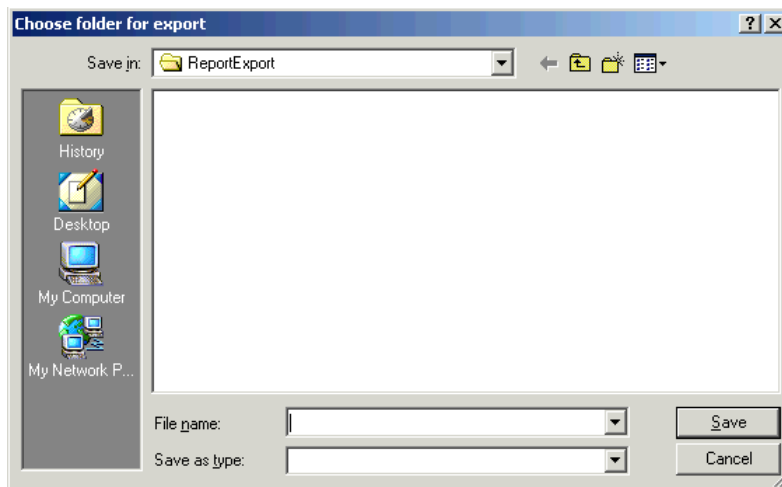 Choose folder for export
Save in: ReportExport
History
Desktop
My Computer
My Network P...
File name:
Save
Save as type:
Cancel